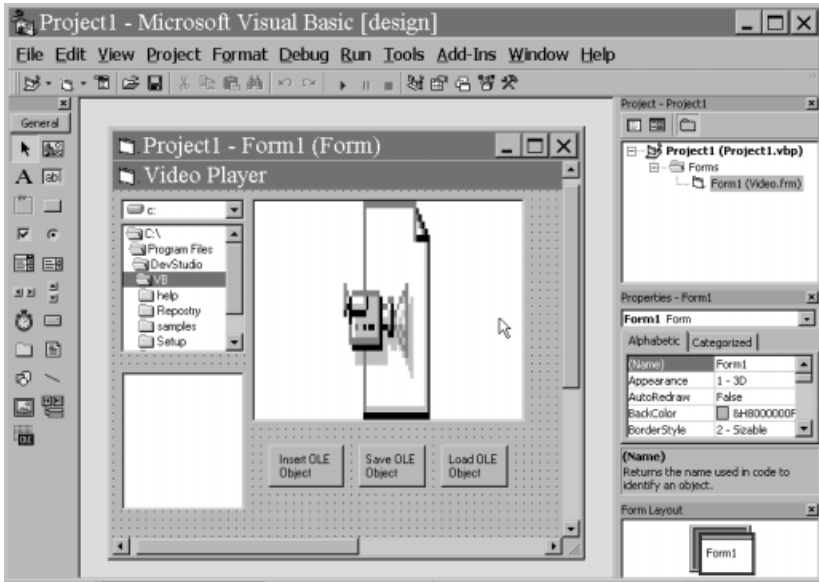 Project1 - Microsoft Visual Basic [design]
File Edit View Project Format Debug Run Tools Add-Ins Window Help
General
A
ab
Project1 - Form1 (Form)
Video Player
c:
C:\
Program Files
DevStudio
VB
help
Repostry
samples
Setup
Insert OLE Object
Save OLE Object
Load OLE Object
Project - Project1
Project1 (Project1.vbp)
Forms
Form1 (Video.frm)
Properties - Form1
Form1 Form
Alphabetic Categorized
(Name) Form1
Appearance 1 - 3D
AutoRedraw False
BackColor &H8000000F
BorderStyle 2 - Sizable
(Name)
Returns the name used in code to
identify an object.
Form Layout
Form1